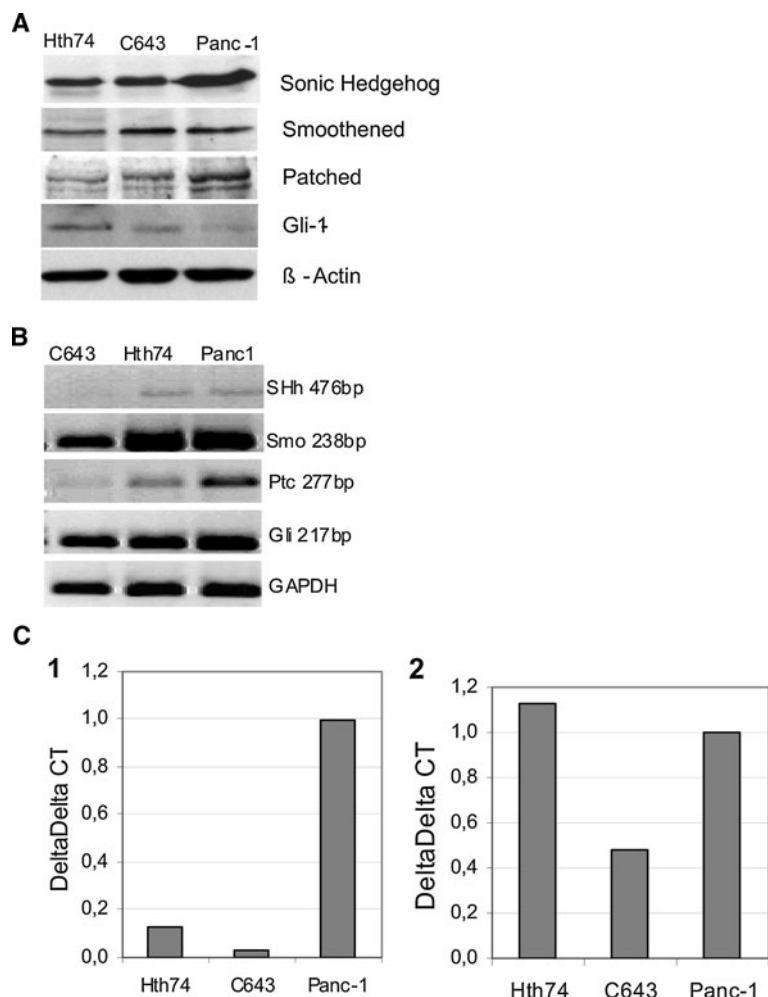 A
Hth74 C643 Panc-1
Sonic Hedgehog
Smoothened
Patched
Gli-1
ß - Actin
B
C643 Hth74 Panc1
SHh 476bp
Smo 238bp
Ptc 277bp
Gli 217bp
GAPDH
C
1
DeltaDelta CT
1,2
1,0
0,8
0,6
0,4
0,2
0,0
Hth74 C643 Panc-1
2
DeltaDelta CT
1,2
1,0
0,8
0,6
0,4
0,2
0,0
Hth74 C643 Panc-1